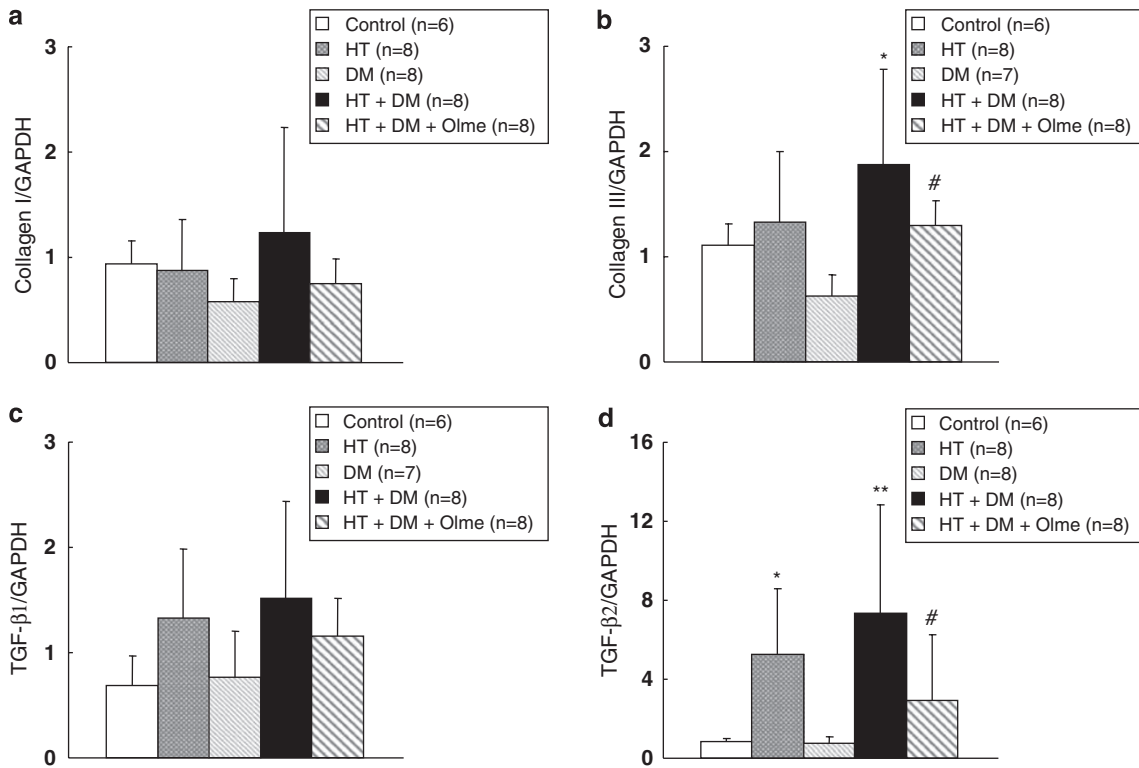 a
Control (n=6)
HT (n=8)
DM (n=8)
HT + DM (n=8)
HT + DM + Olme (n=8)
3
2
1
0
Collagen I/GAPDH
b
Control (n=6)
HT (n=8)
DM (n=7)
HT + DM (n=8)
HT + DM + Olme (n=8)
3
2
1
0
Collagen III/GAPDH
*
#
c
Control (n=6)
HT (n=8)
DM (n=7)
HT + DM (n=8)
HT + DM + Olme (n=8)
3
2
1
0
TGF-β1/GAPDH
d
Control (n=6)
HT (n=8)
DM (n=8)
HT + DM (n=8)
HT + DM + Olme (n=8)
16
12
8
4
0
TGF-β2/GAPDH
*
**
#